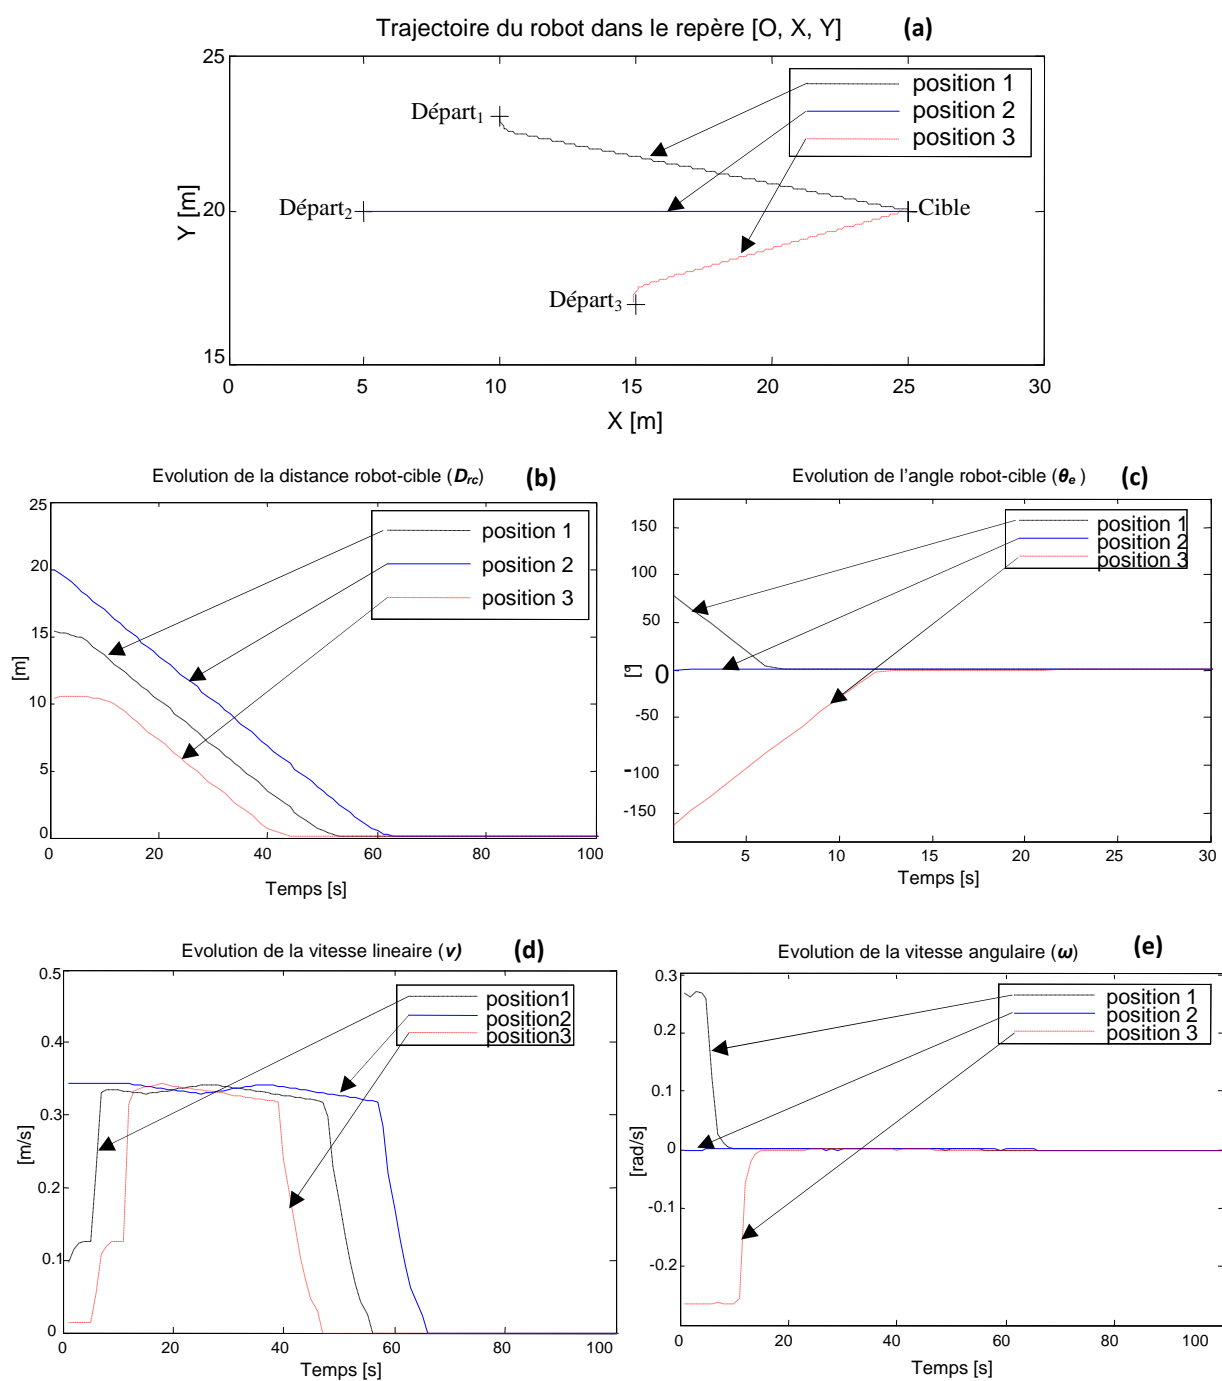 Trajectoire du robot dans le repère [O, X, Y] (a)
25
20
15
Y [m]
position 1
position 2
position 3
Départ1
Départ2
Départ3
Cible
0 5 10 15 20 25 30
X [m]
Evolution de la distance robot-cible (Drc) (b)
25
20
15
10
5
0
[m]
position 1
position 2
position 3
0 20 40 60 80 100
Temps [s]
Evolution de l'angle robot-cible (θe ) (c)
150
100
50
0
-50
-100
-150
[°]
position 1
position 2
position 3
5 10 15 20 25 30
Temps [s]
Evolution de la vitesse lineaire (v) (d)
0.5
0.4
0.3
0.2
0.1
0
[m/s]
position1
position2
position3
0 20 40 60 80 100
Temps [s]
Evolution de la vitesse angulaire (ω) (e)
0.3
0.2
0.1
0
-0.1
-0.2
[rad/s]
position 1
position 2
position 3
0 20 40 60 80 100
Temps [s]